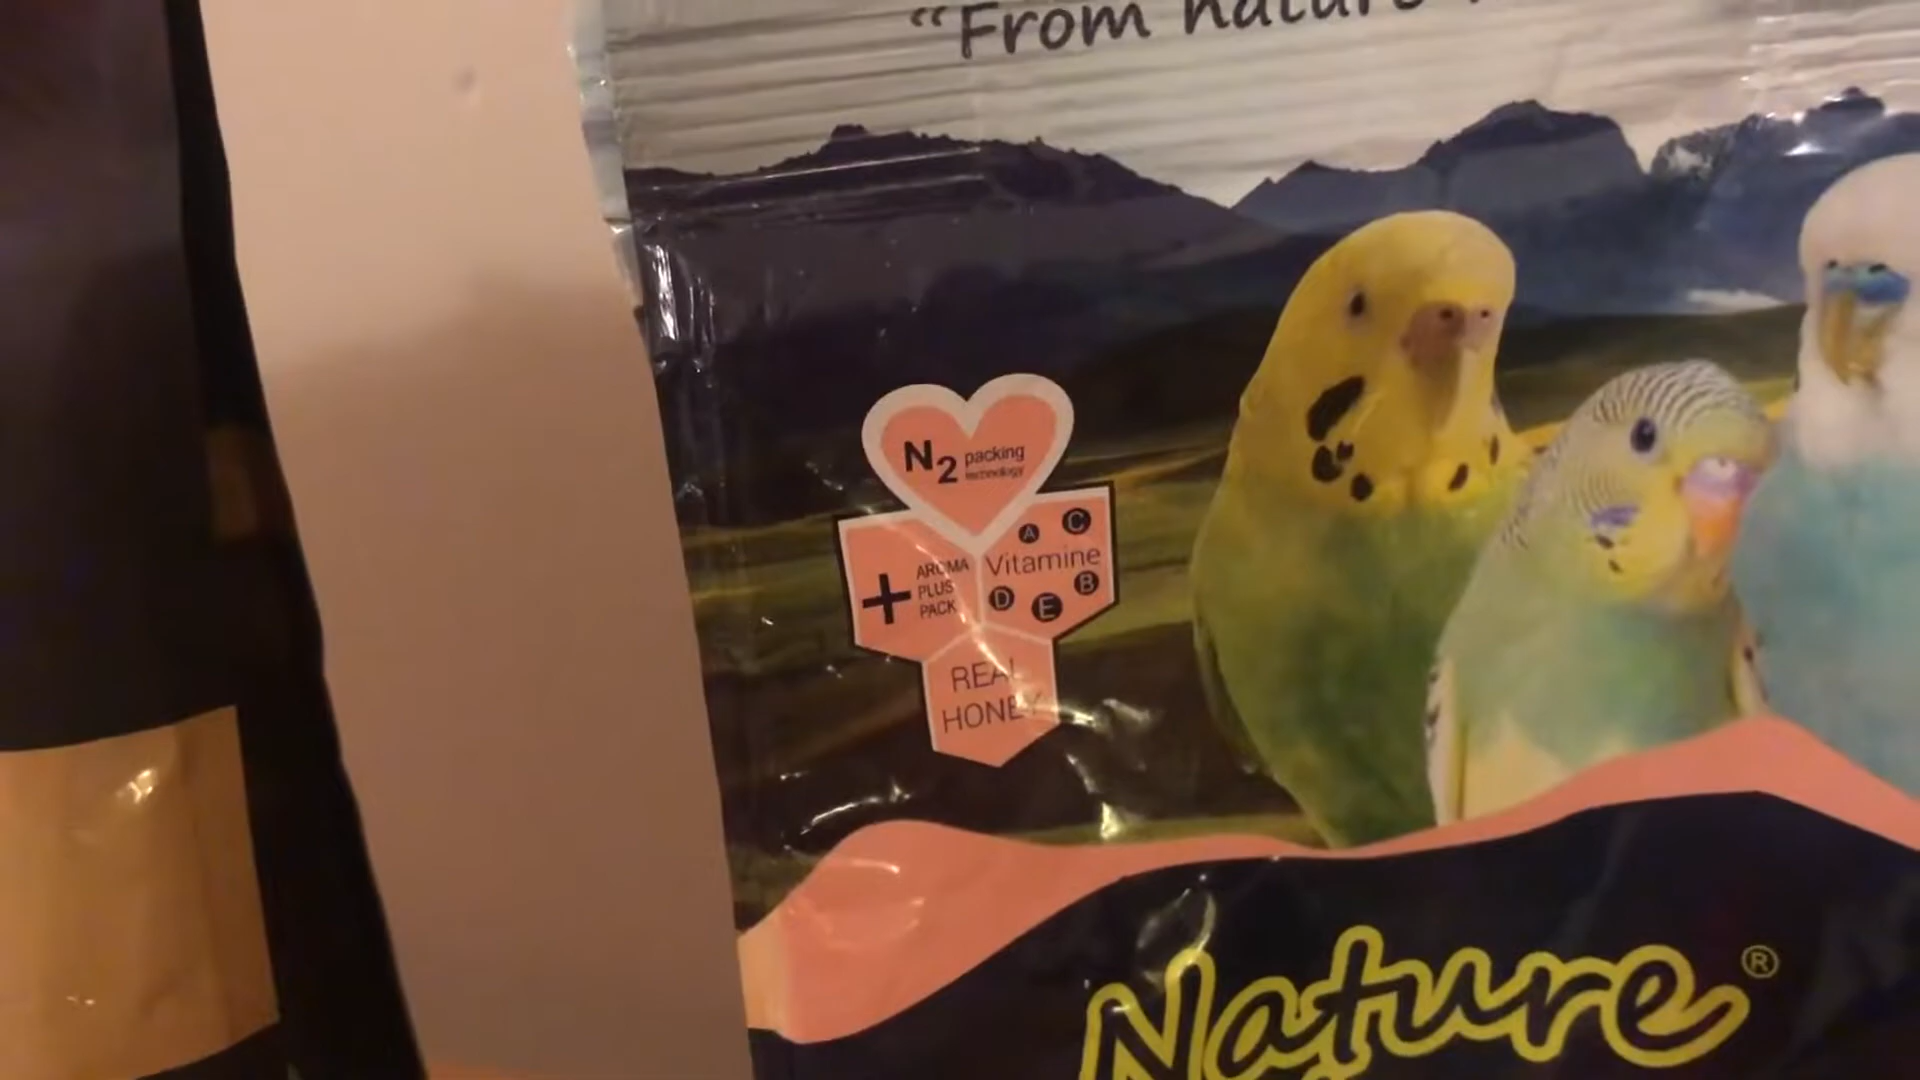 “From nature
N2 packing
technology
A C
Vitamine
D E B
+ AROMA
PLUS
PACK
REAL
HONEY
Nature ®